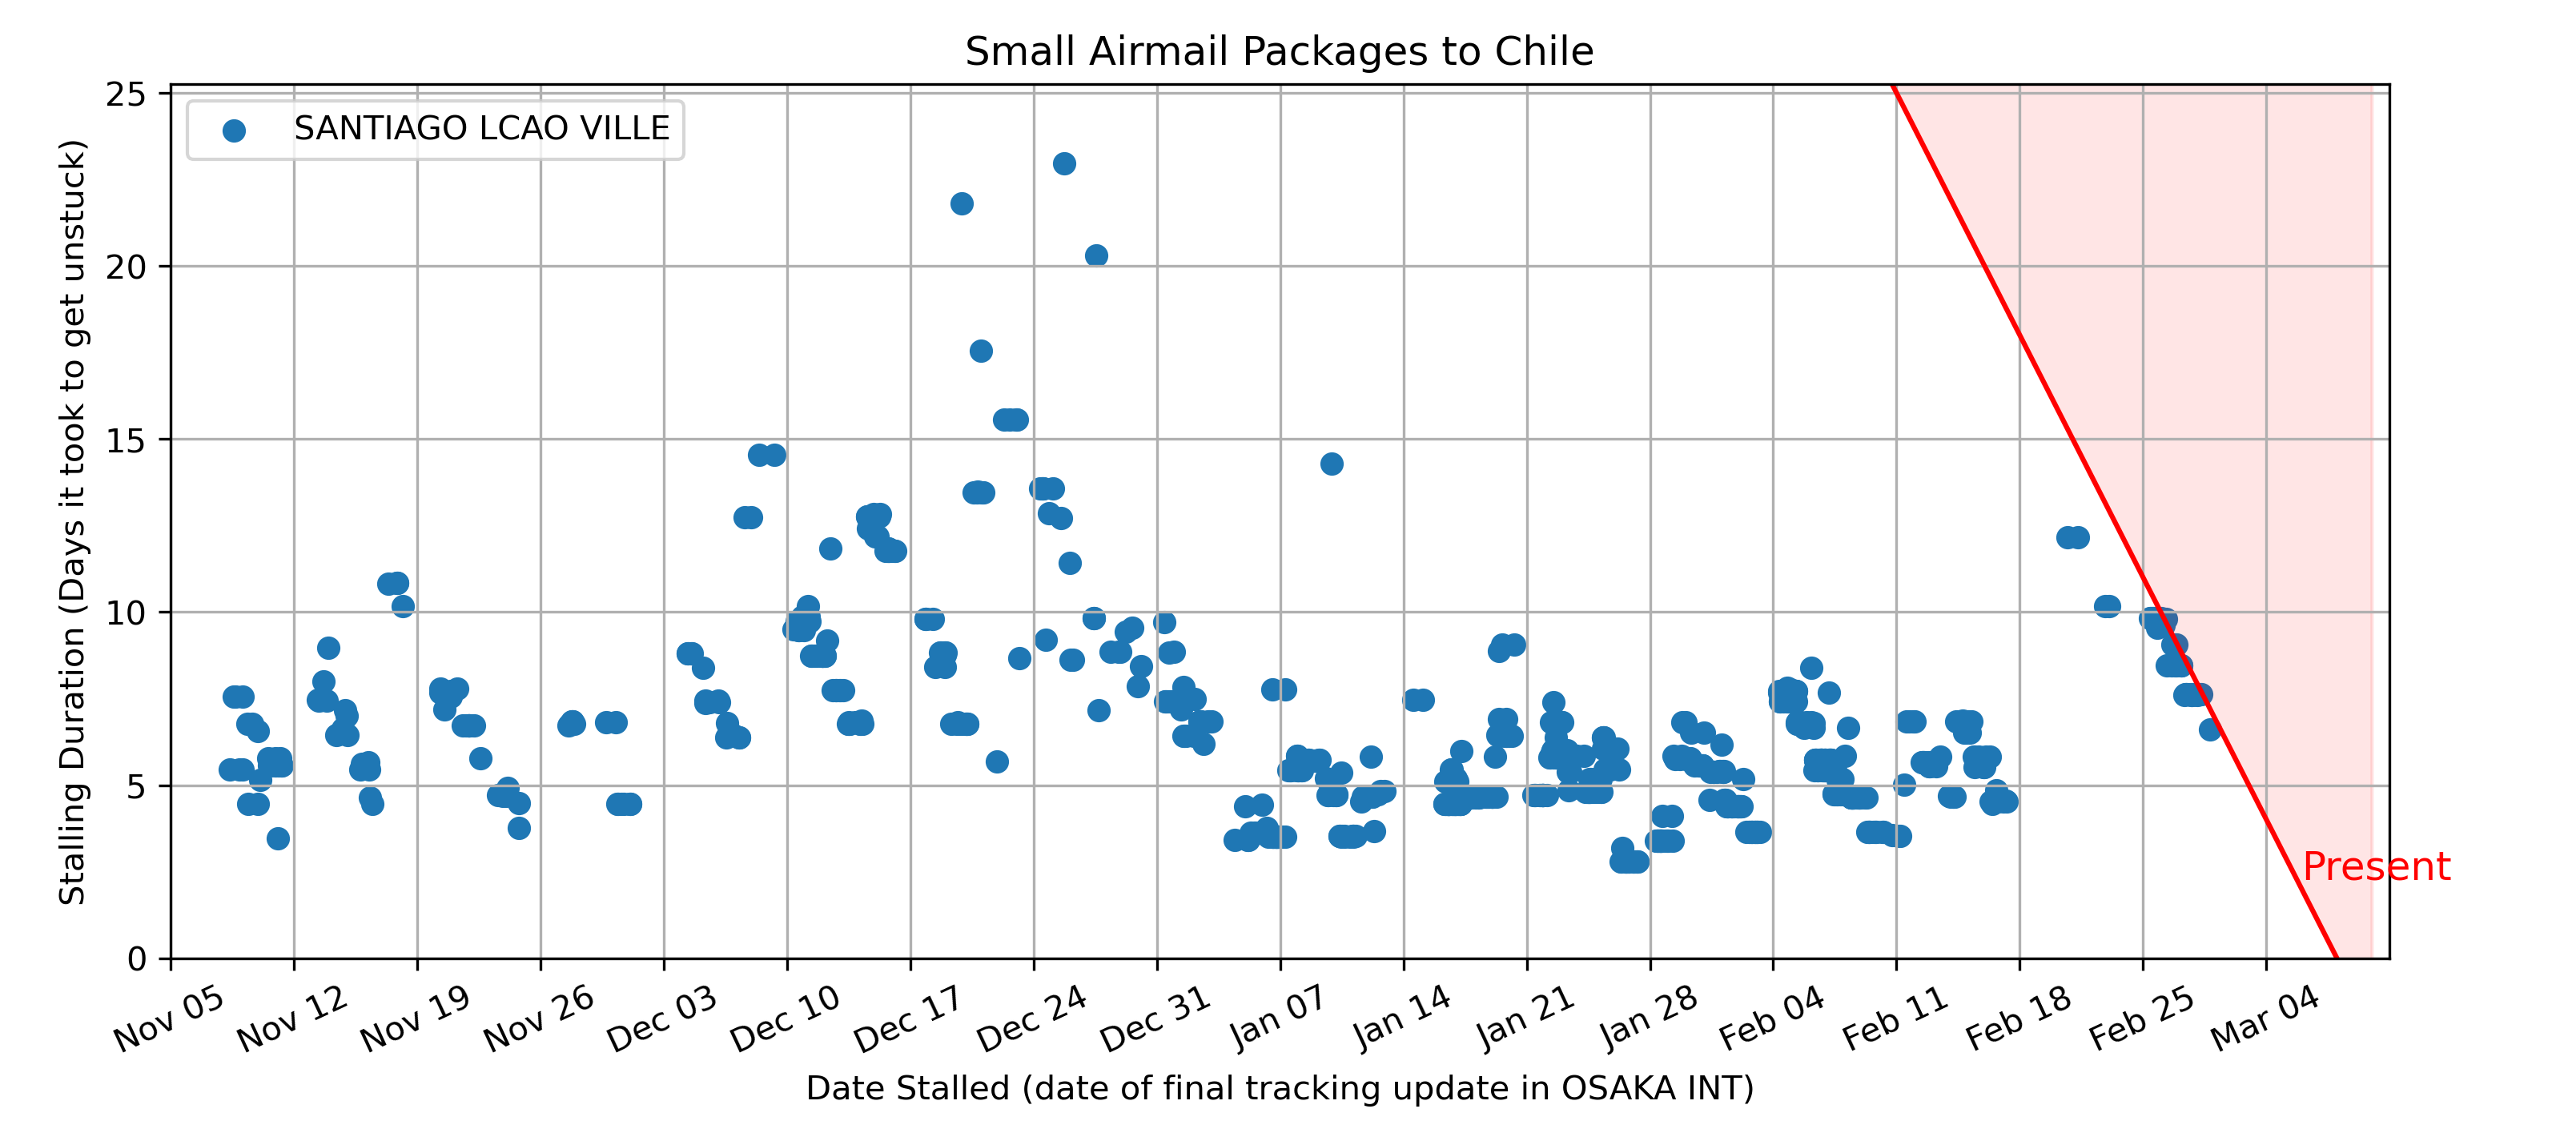 Small Airmail Packages to Chile
SANTIAGO LCAO VILLE
Stalling Duration (Days it took to get unstuck)
25
20
15
10
5
0
Present
Nov 05
Nov 12
Nov 19
Nov 26
Dec 03
Dec 10
Dec 17
Dec 24
Dec 31
Jan 07
Jan 14
Jan 21
Jan 28
Feb 04
Feb 11
Feb 18
Feb 25
Mar 04
Date Stalled (date of final tracking update in OSAKA INT)